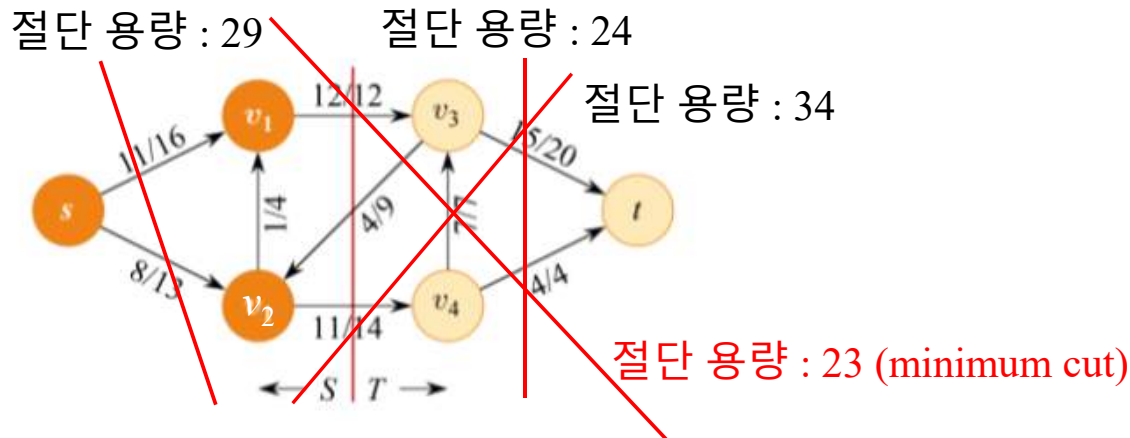 절단 용량 : 29
절단 용량 : 24
절단 용량 : 34
v1
12/12
v3
11/16
15/20
s
1/4
4/9
7/7
t
8/13
v2
11/14
v4
4/4
S T
절단 용량 : 23 (minimum cut)